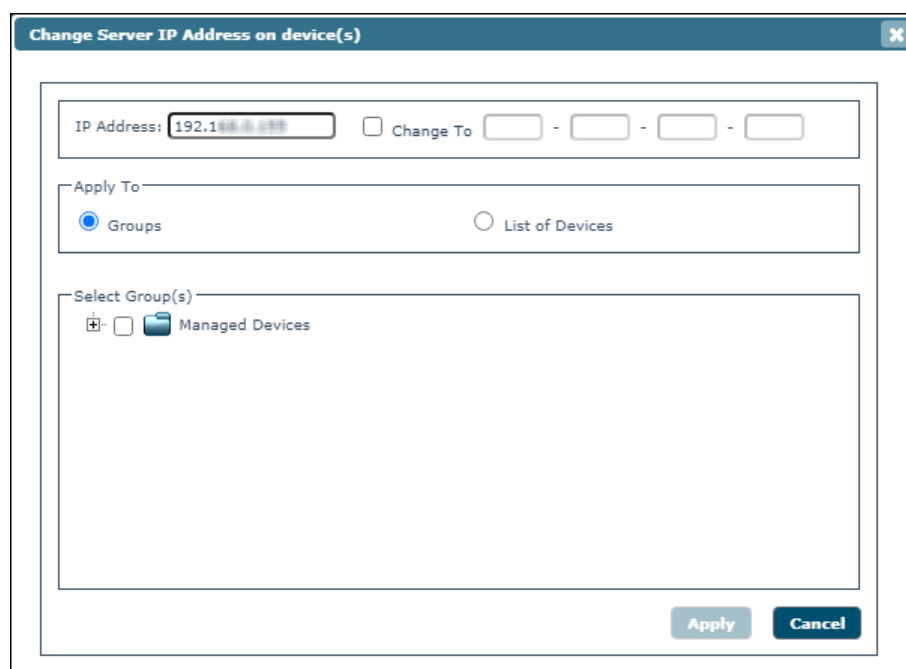 Change Server IP Address on device(s)
IP Address: 192.1
Change To - - -
Apply To
Groups
List of Devices
Select Group(s)
Managed Devices
Apply
Cancel